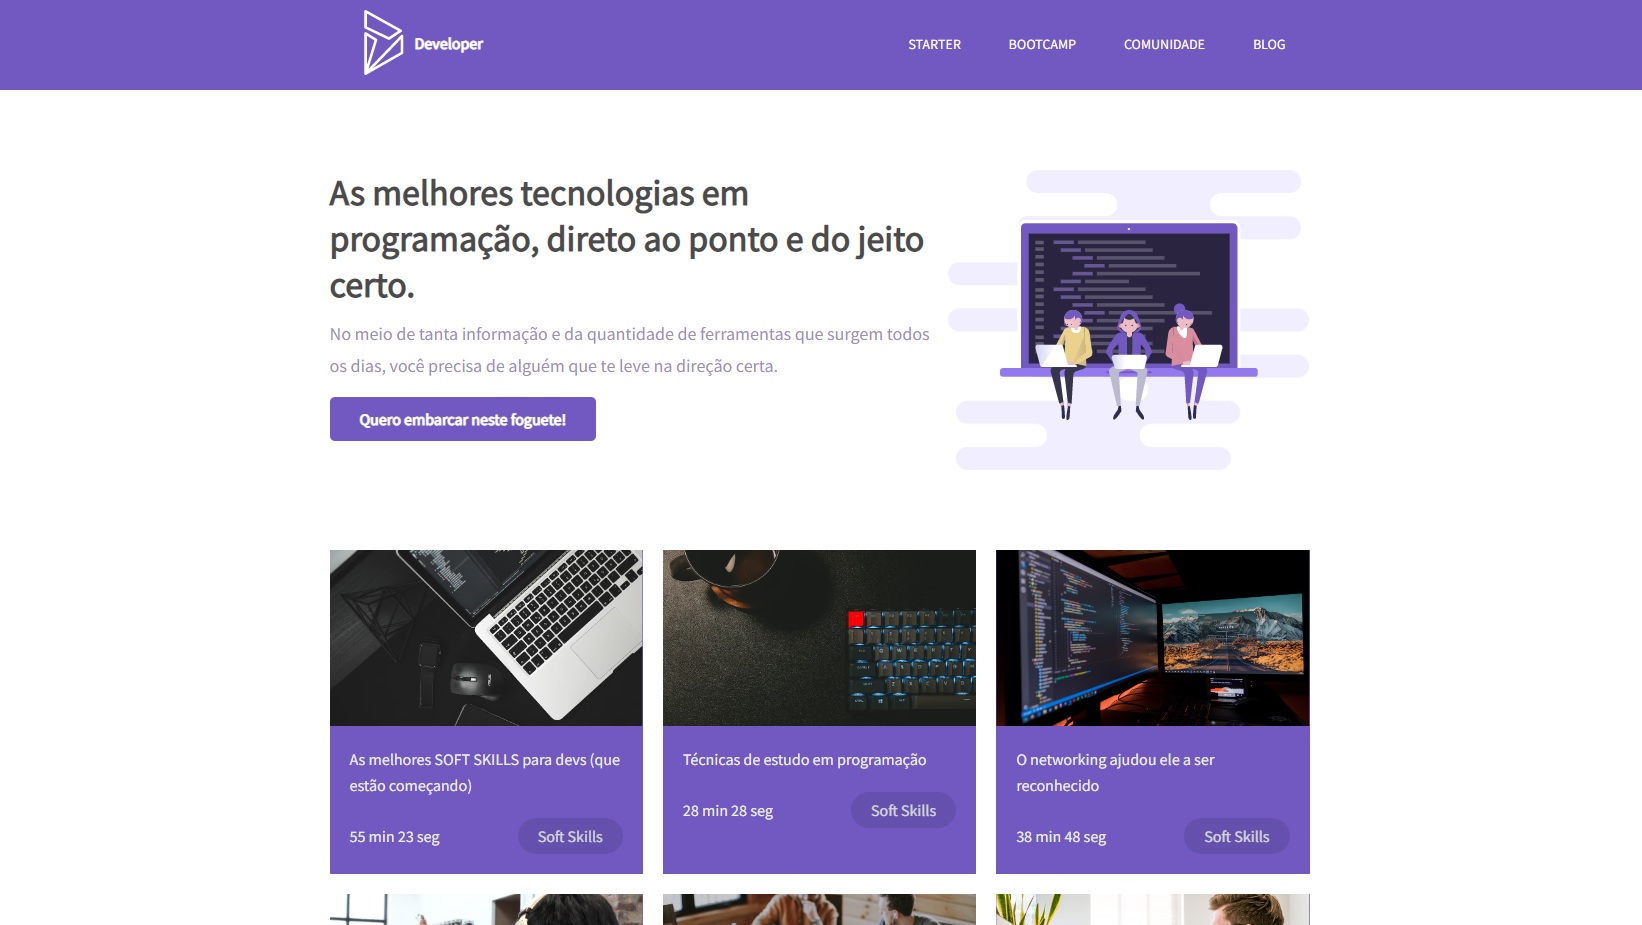 Developer
STARTER
BOOTCAMP
COMUNIDADE
BLOG
As melhores tecnologias em
programação, direto ao ponto e do jeito
certo.
No meio de tanta informação e da quantidade de ferramentas que surgem todos
os dias, você precisa de alguém que te leve na direção certa.
Quero embarcar neste foguete!
As melhores SOFT SKILLS para devs (que
estão começando)
55 min 23 seg
Soft Skills
Técnicas de estudo em programação
28 min 28 seg
Soft Skills
O networking ajudou ele a ser
reconhecido
38 min 48 seg
Soft Skills